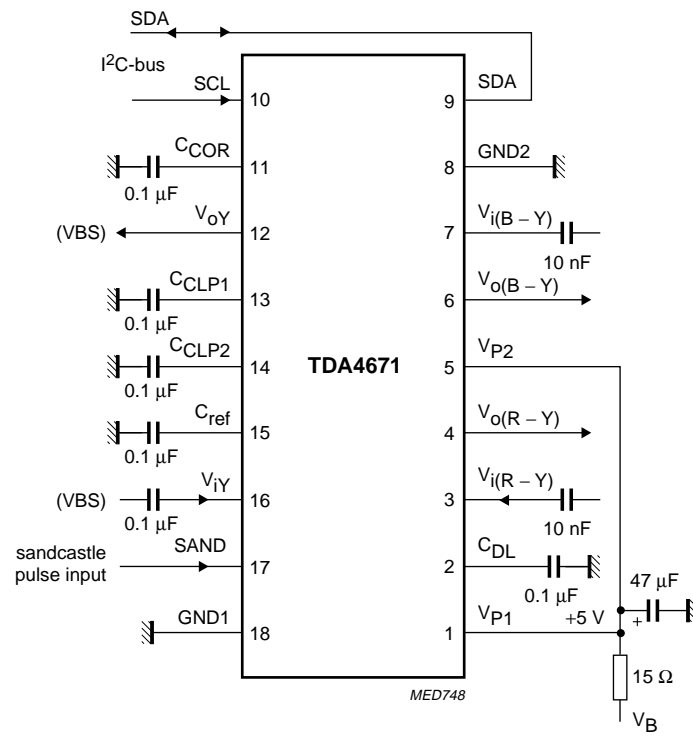 SDA
I2C-bus
SCL
10
9
SDA
CCOR
11
0.1 μF
8
GND2
VoY
(VBS)
12
7
Vi(B – Y)
10 nF
CCLP1
13
0.1 μF
6
Vo(B – Y)
CCLP2
14
0.1 μF
TDA4671
5
VP2
Cref
15
0.1 μF
4
Vo(R – Y)
ViY
(VBS)
16
0.1 μF
3
Vi(R – Y)
10 nF
sandcastle
pulse input
SAND
17
2
CDL
0.1 μF
47 μF
GND1
18
1
VP1
+5 V
+
15 Ω
MED748
VB